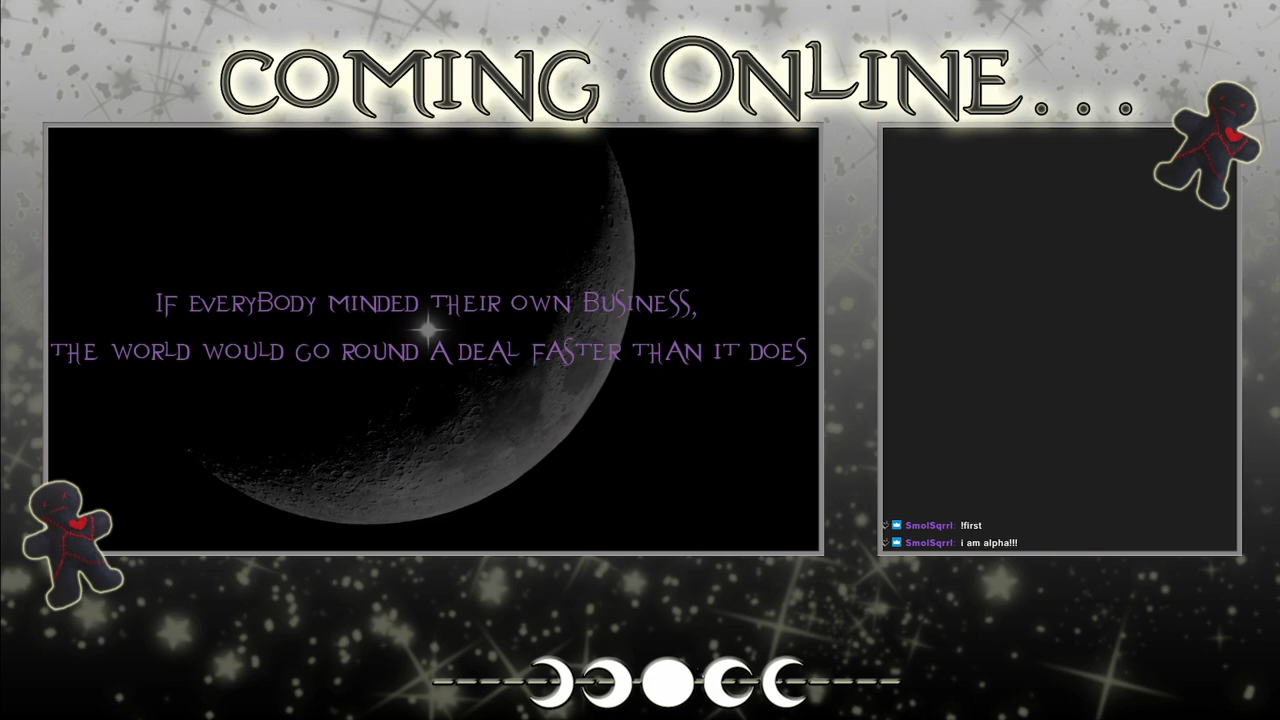 COMING ONLINE...
IF EVERYBODY MINDED THEIR OWN BUSINESS,
THE WORLD WOULD GO ROUND A DEAL FASTER THAN IT DOES
SmolSqrrl: !first
SmolSqrrl: i am alpha!!!